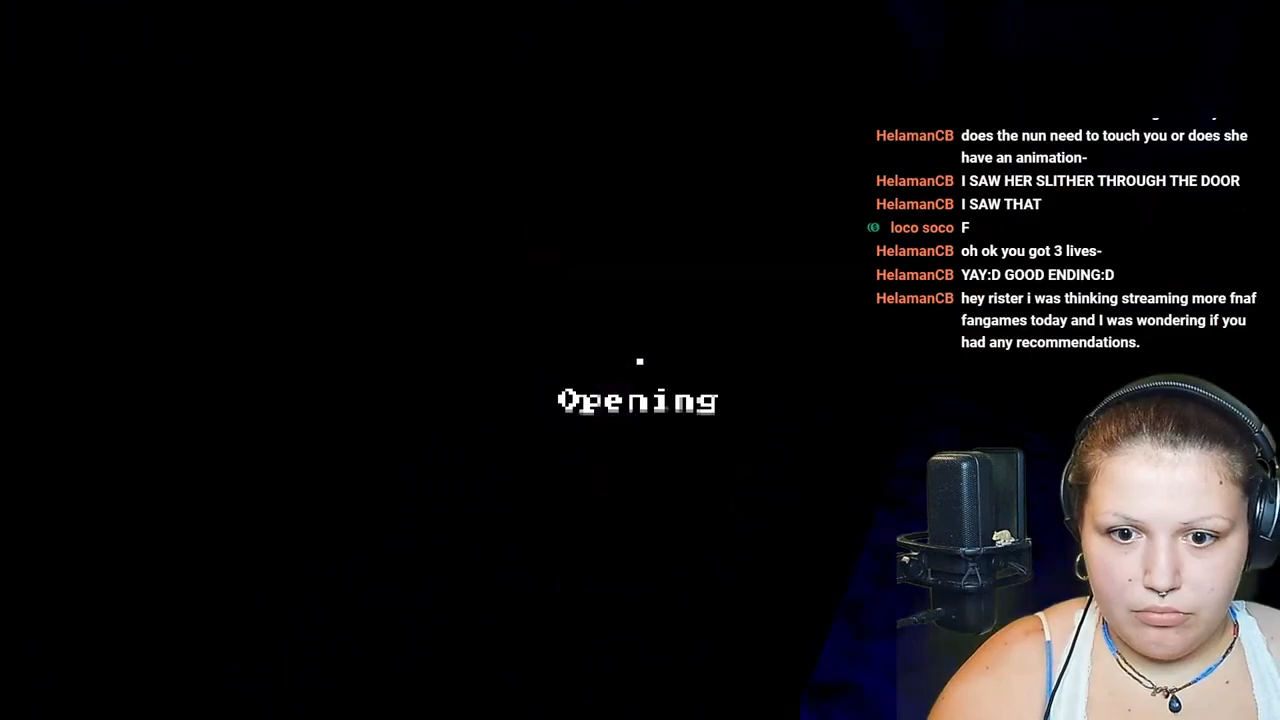 HelamanCB does the nun need to touch you or does she
have an animation-
HelamanCB I SAW HER SLITHER THROUGH THE DOOR
HelamanCB I SAW THAT
loco soco F
HelamanCB oh ok you got 3 lives-
HelamanCB YAY:D GOOD ENDING:D
HelamanCB hey rister i was thinking streaming more fnaf
fangames today and I was wondering if you
had any recommendations.
Opening